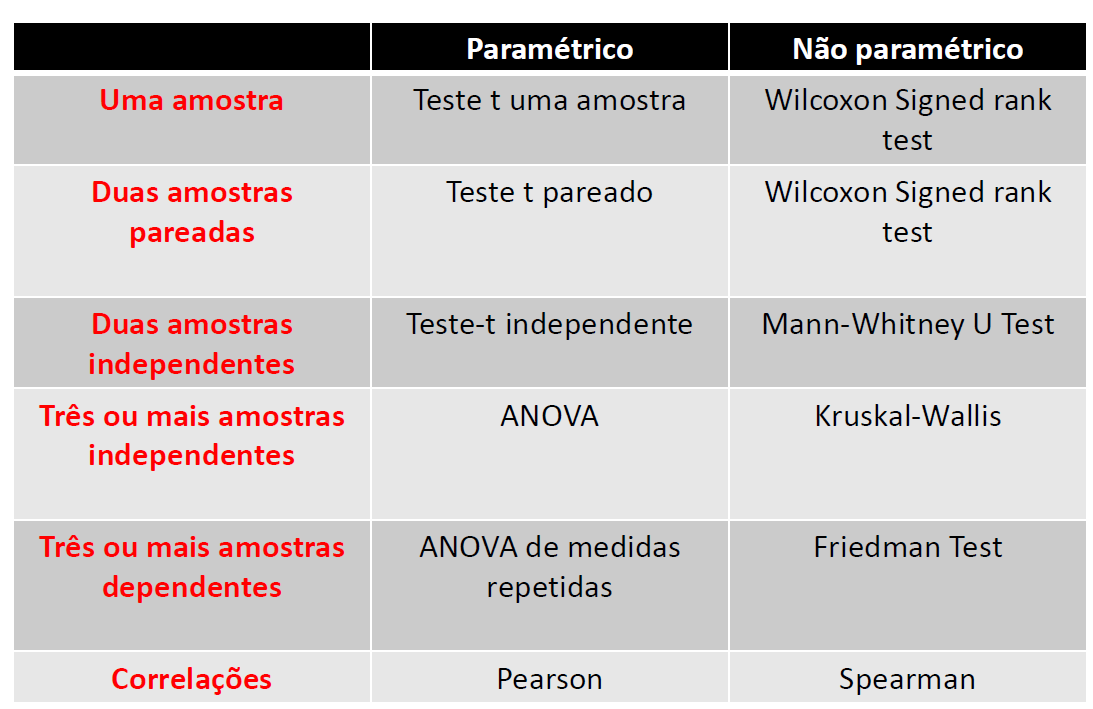 Paramétrico
Não paramétrico
Uma amostra
Teste t uma amostra
Wilcoxon Signed rank
test
Duas amostras
pareadas
Teste t pareado
Wilcoxon Signed rank
test
Duas amostras
independentes
Teste-t independente
Mann-Whitney U Test
Três ou mais amostras
independentes
ANOVA
Kruskal-Wallis
Três ou mais amostras
dependentes
ANOVA de medidas
repetidas
Friedman Test
Correlações
Pearson
Spearman